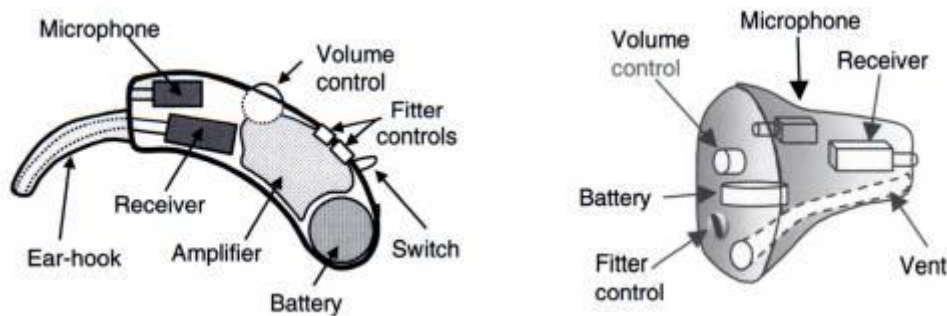 Microphone
Volume
control
Fitter
controls
Receiver
Amplifier
Switch
Ear-hook
Battery
Microphone
Volume
control
Receiver
Battery
Fitter
control
Vent